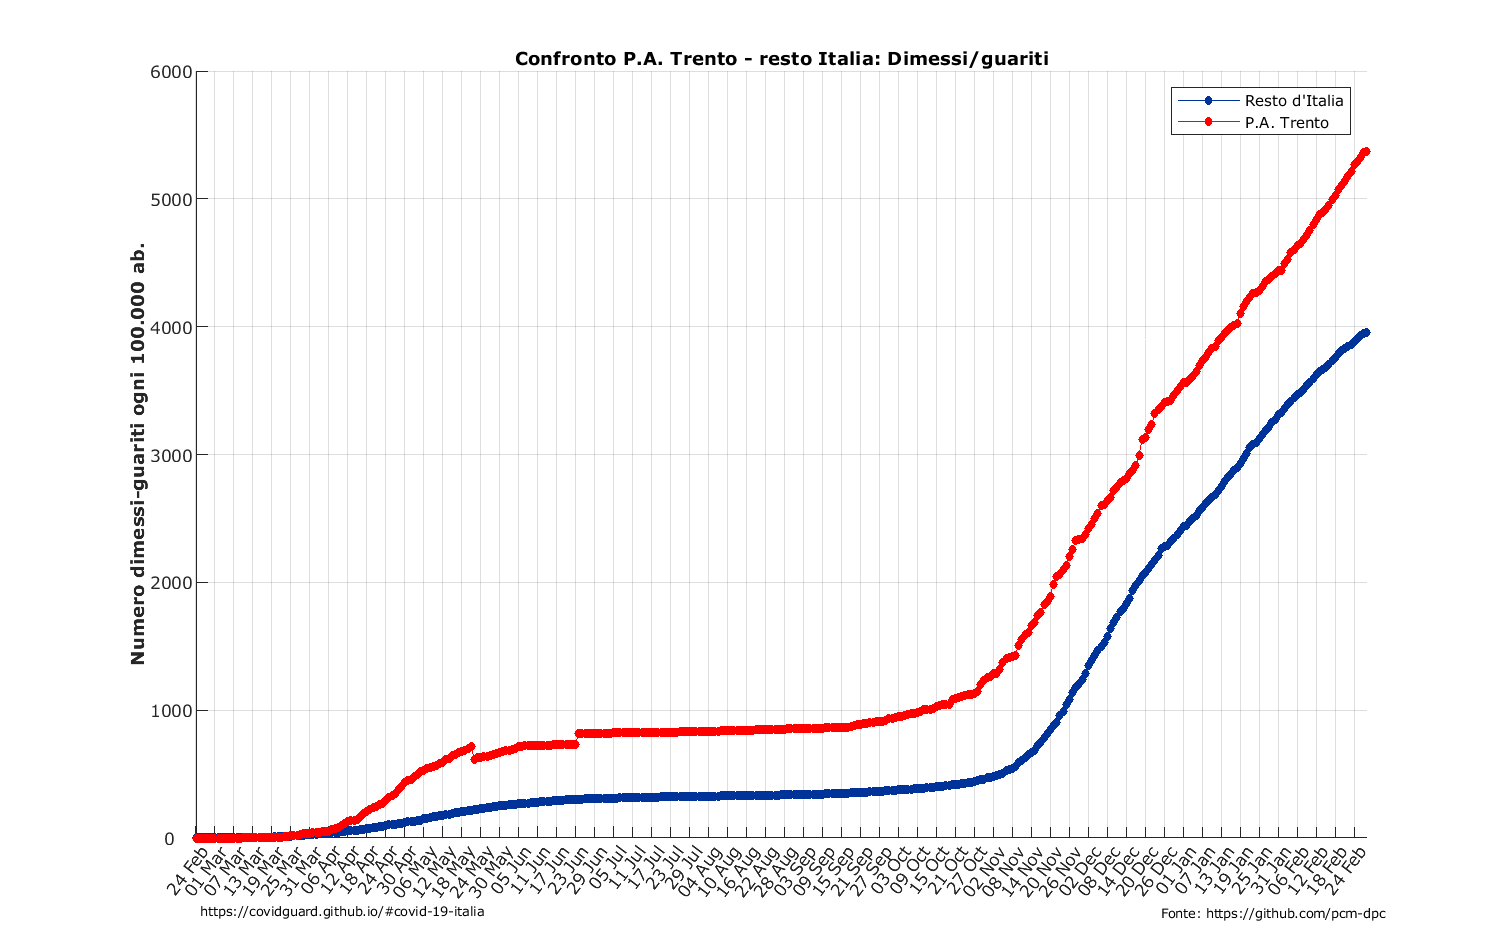 Confronto P.A. Trento - resto Italia: Dimessi/guariti
Resto d'Italia
P.A. Trento
Numero dimessi-guariti ogni 100.000 ab.
6000
5000
4000
3000
2000
1000
0
24 Feb
01 Mar
07 Mar
13 Mar
19 Mar
25 Mar
31 Mar
06 Apr
12 Apr
18 Apr
24 Apr
30 Apr
06 May
12 May
18 May
24 May
30 May
05 Jun
11 Jun
17 Jun
23 Jun
29 Jun
05 Jul
11 Jul
17 Jul
23 Jul
29 Jul
04 Aug
10 Aug
16 Aug
22 Aug
28 Aug
03 Sep
09 Sep
15 Sep
21 Sep
27 Sep
03 Oct
09 Oct
15 Oct
21 Oct
27 Oct
02 Nov
08 Nov
14 Nov
20 Nov
26 Nov
02 Dec
08 Dec
14 Dec
20 Dec
26 Dec
01 Jan
07 Jan
13 Jan
19 Jan
25 Jan
31 Jan
06 Feb
12 Feb
18 Feb
24 Feb
https://covidguard.github.io/#covid-19-italia
Fonte: https://github.com/pcm-dpc